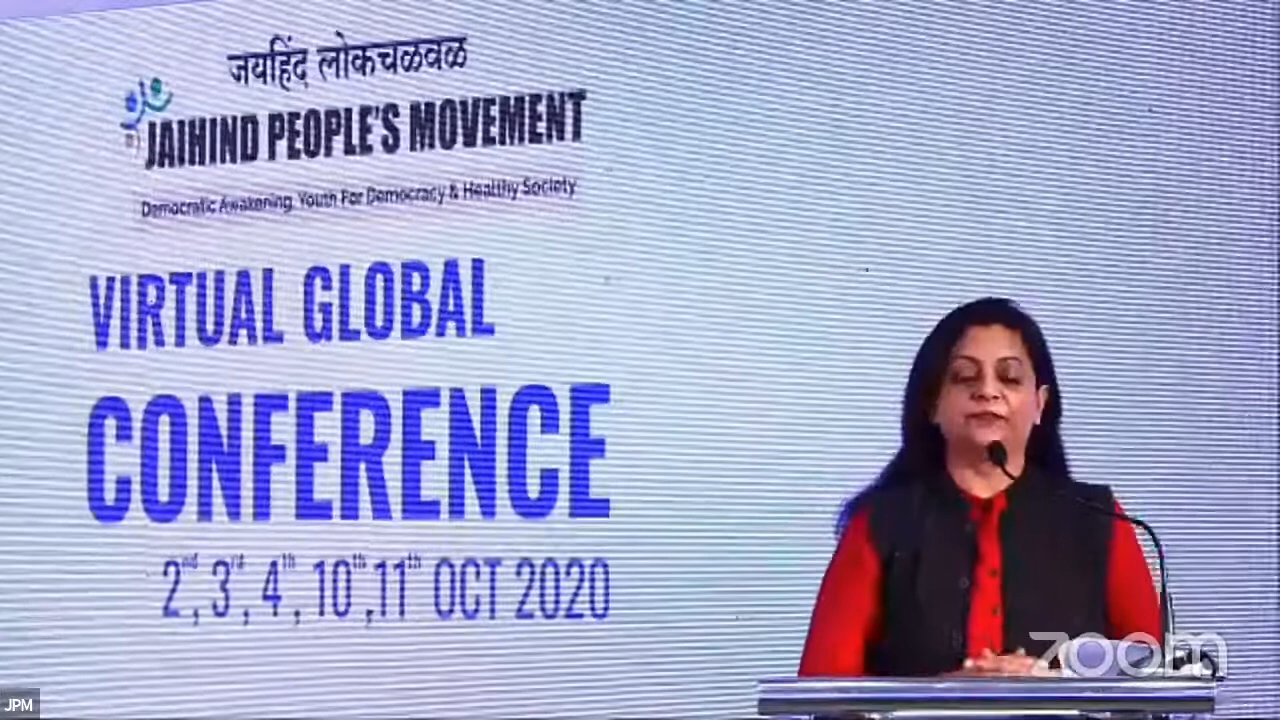 जयहिंद लोकचळवळ
JAIHIND PEOPLE'S MOVEMENT
Democratic Awakening, Youth For Democracy & Healthy Society
VIRTUAL GLOBAL
CONFERENCE
2nd, 3rd, 4th, 10th, 11th OCT 2020
zoom
JPM